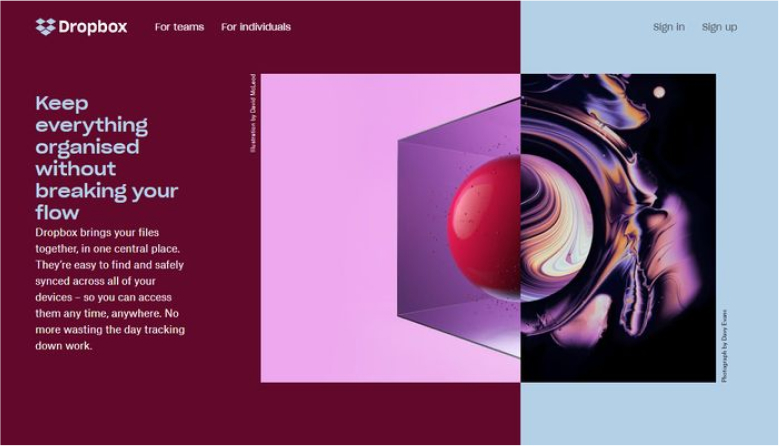 Dropbox
For teams
For individuals
Sign in
Sign up
Keep
everything
organised
without
breaking your
flow
Dropbox brings your files
together, in one central place.
They're easy to find and safely
synced across all of your
devices – so you can access
them any time, anywhere. No
more wasting the day tracking
down work.
Illustration by David McLeod
Photograph by Davy Evans